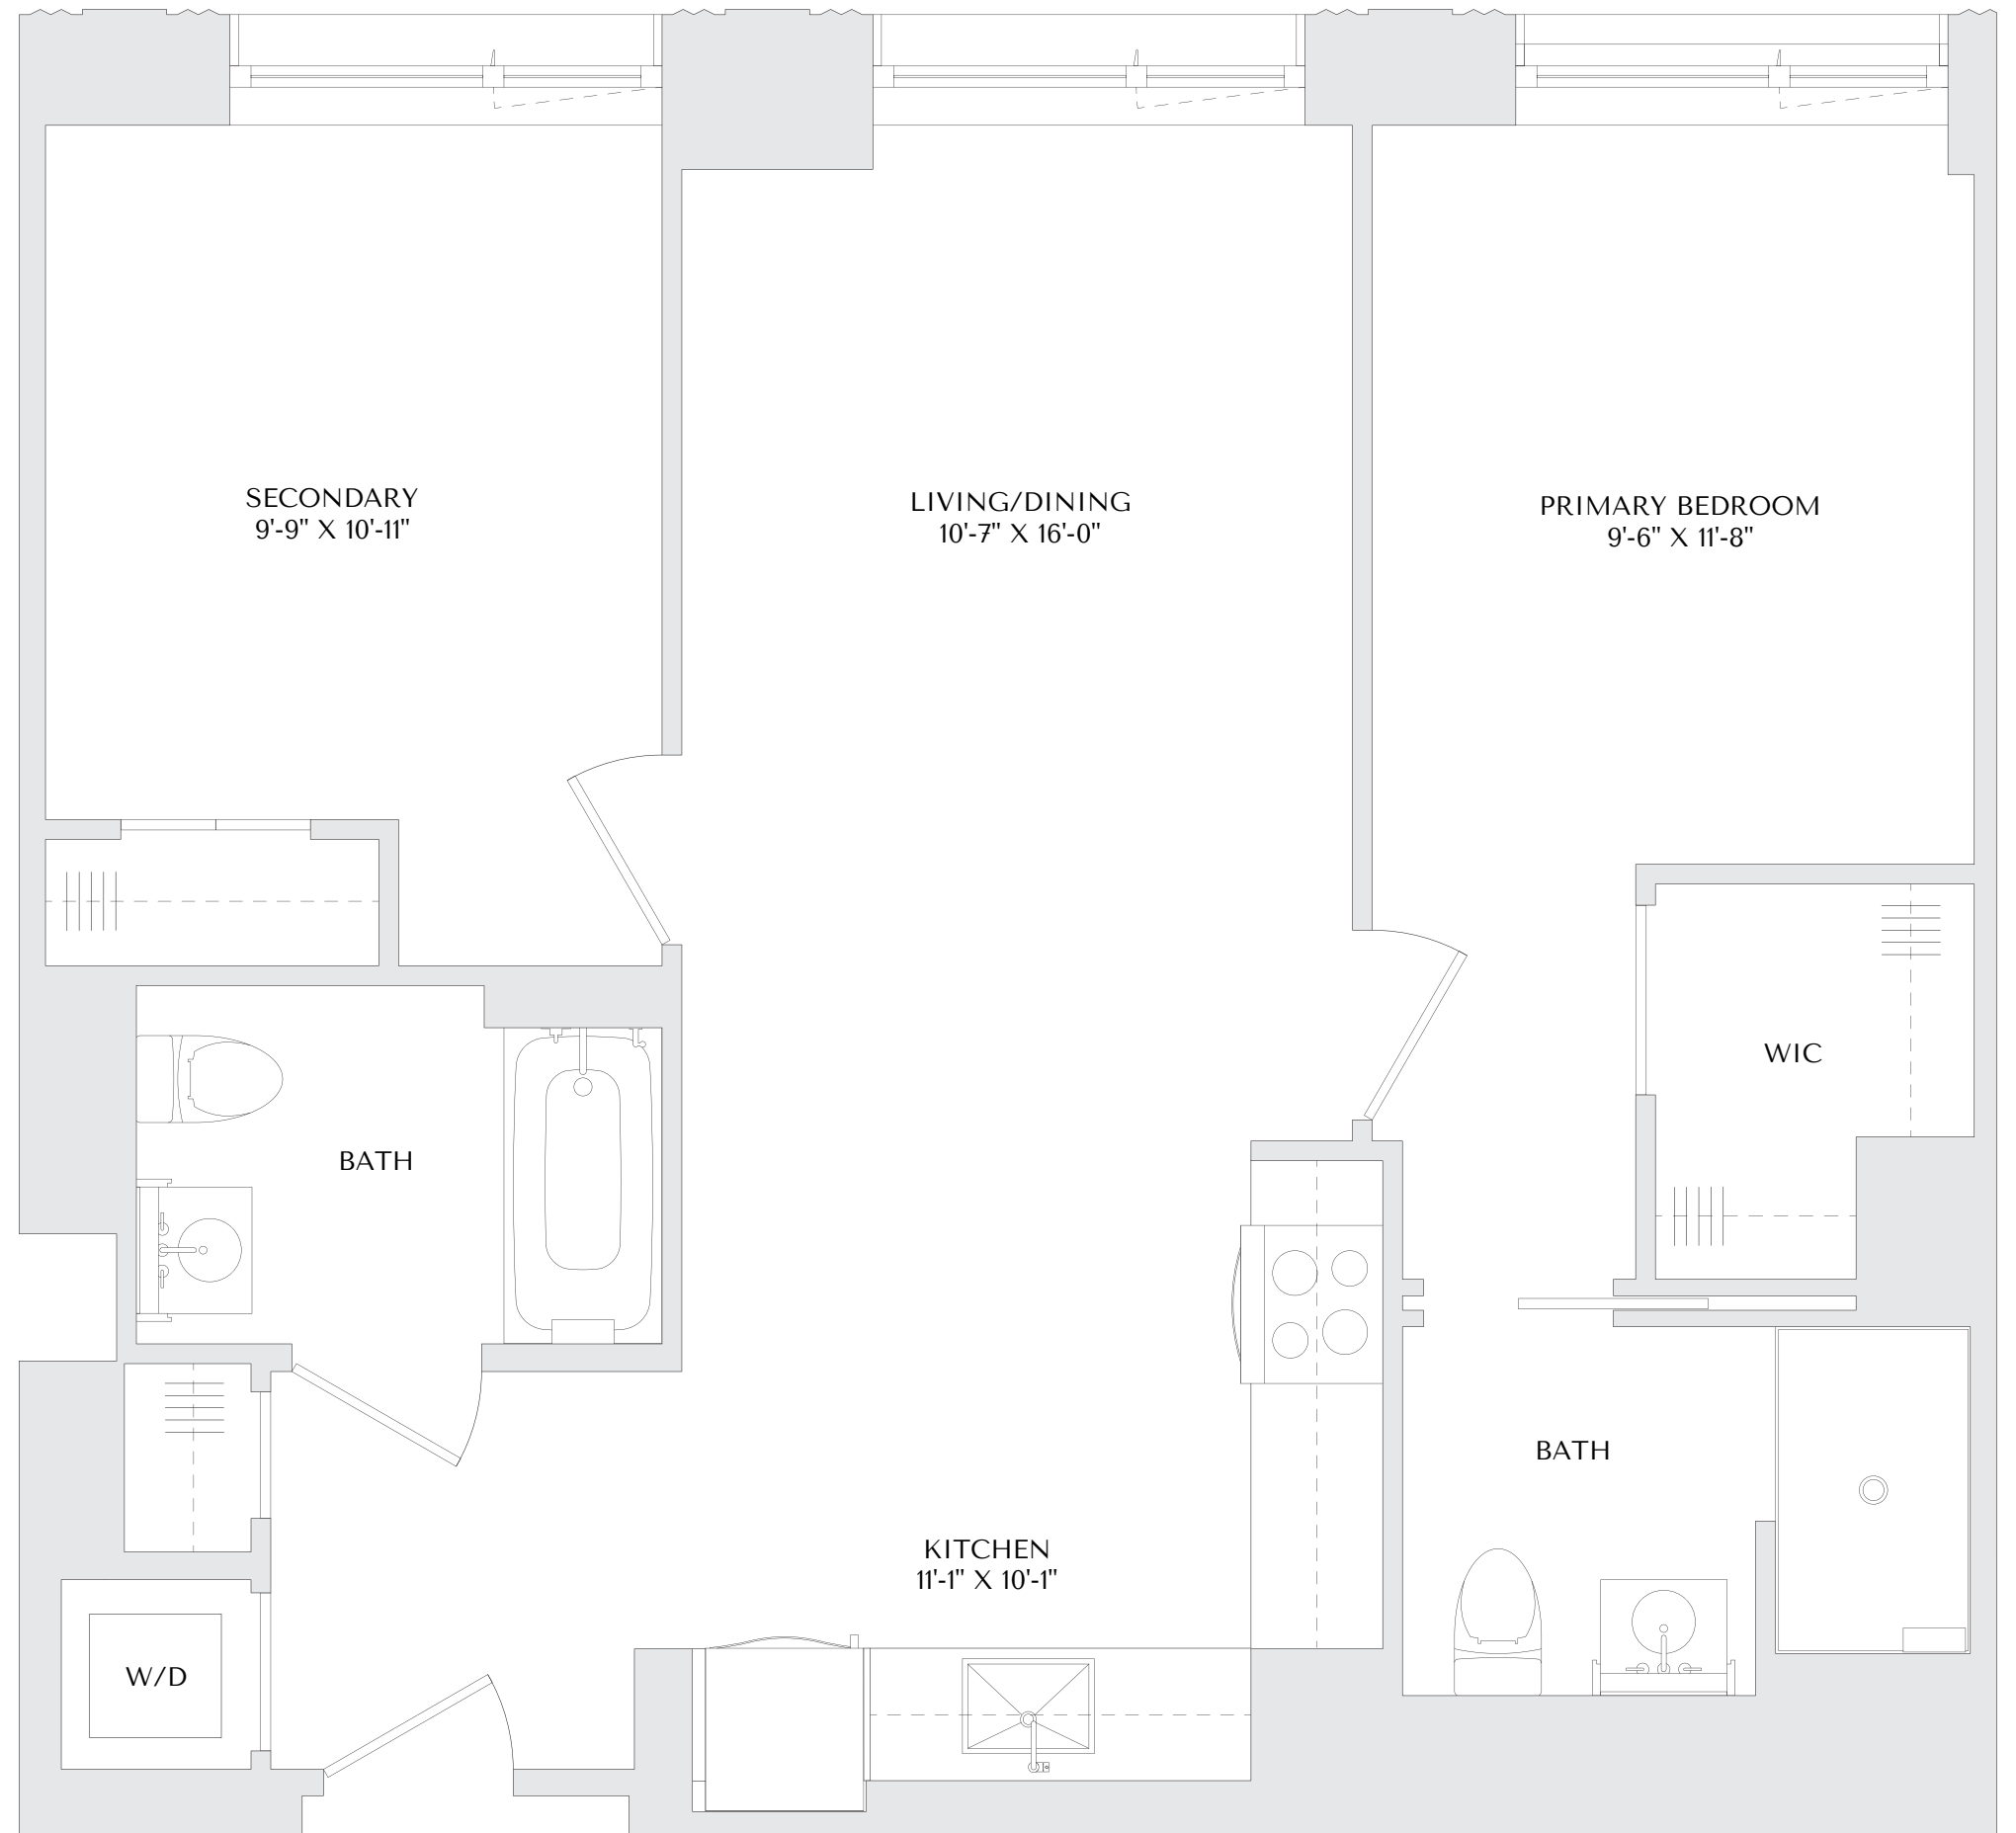 SECONDARY
9'-9" X 10'-11"
LIVING/DINING
10'-7" X 16'-0"
PRIMARY BEDROOM
9'-6" X 11'-8"
WIC
BATH
BATH
KITCHEN
11'-1" X 10'-1"
W/D